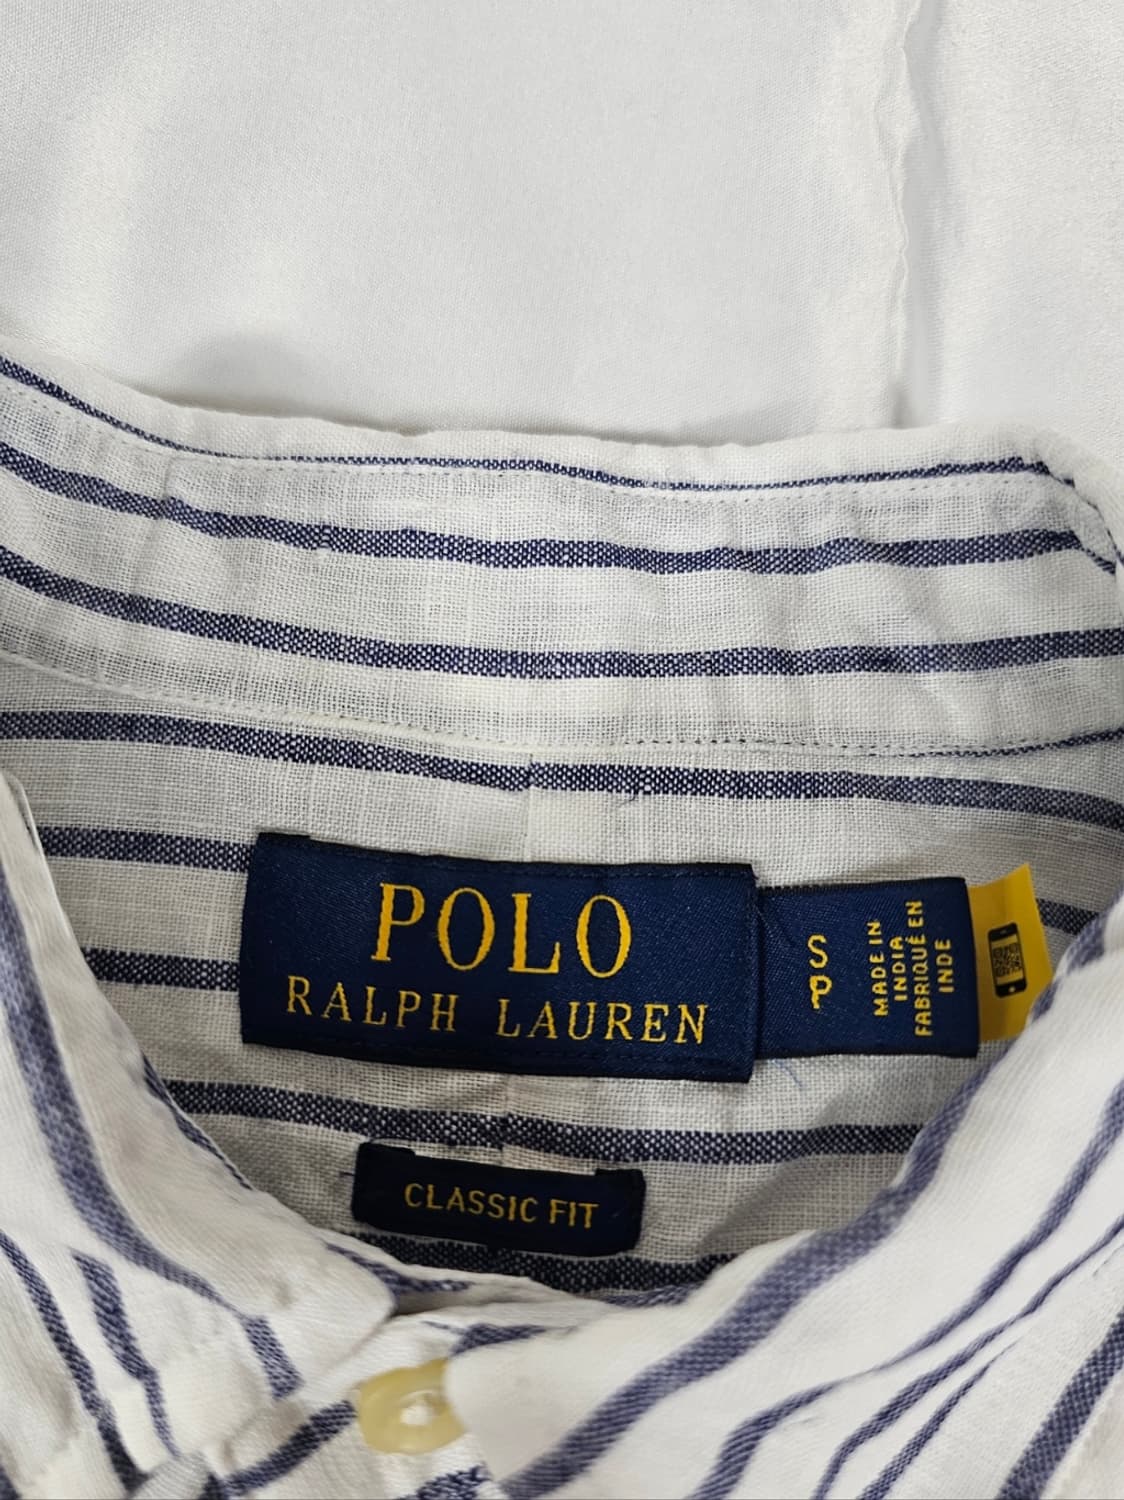 POLO
RALPH LAUREN
S
P
MADE IN
INDIA
FABRIQUÉ EN
INDE
CLASSIC FIT